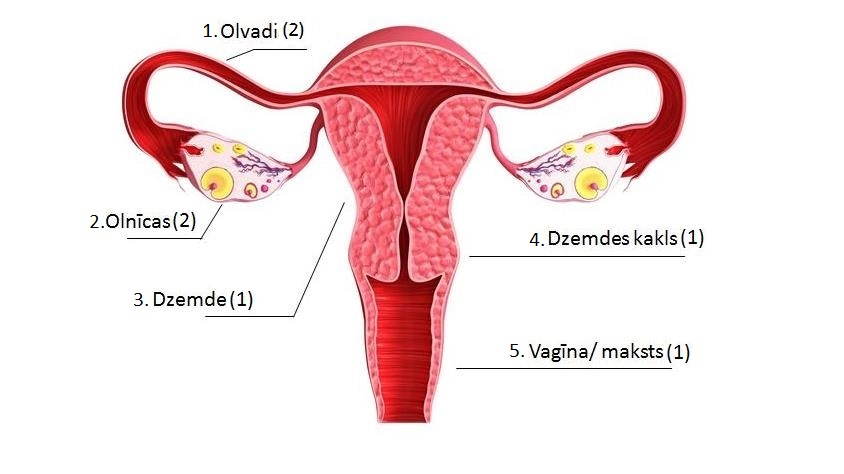 1. Olvadi (2)
2.Olnīcas(2)
3. Dzemde (1)
4. Dzemdes kakls (1)
5. Vagīna/ maksts (1)